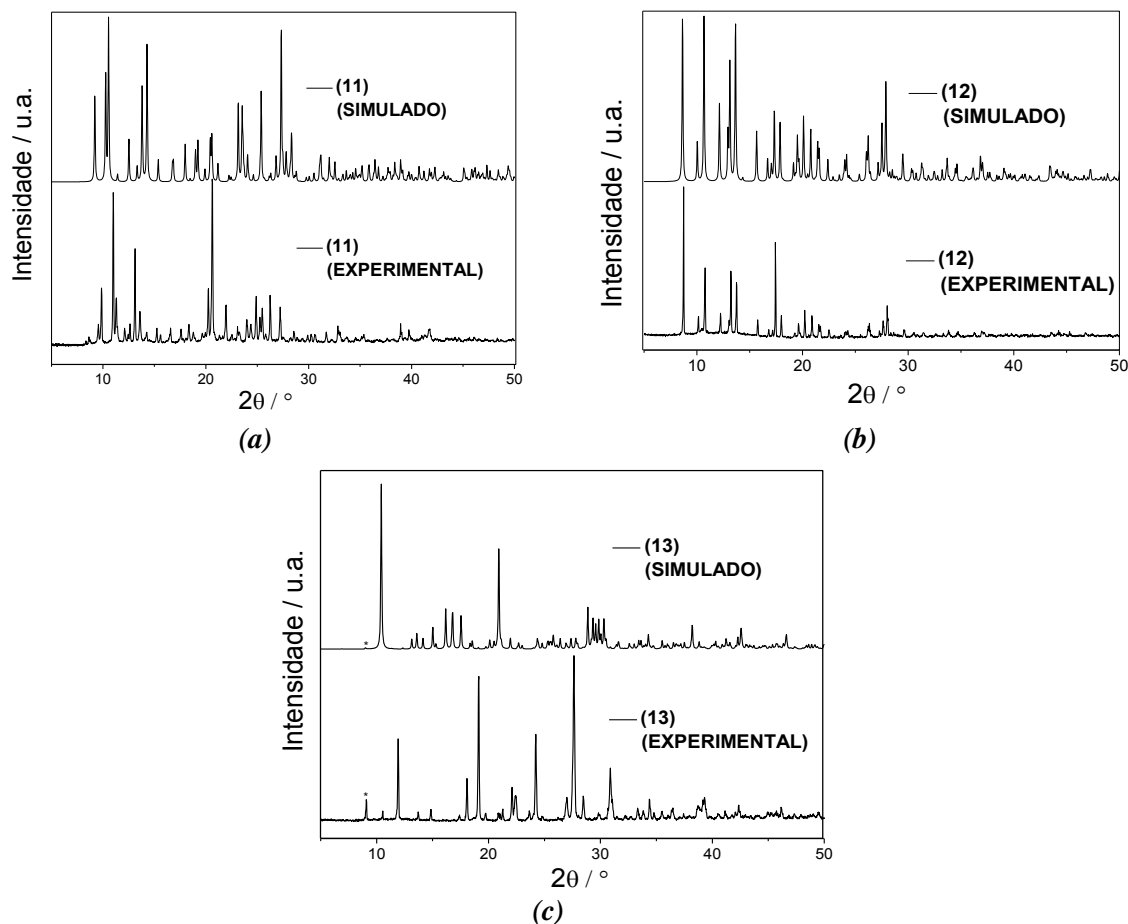 Intensidade / u.a.
(11)
(SIMULADO)
(11)
(EXPERIMENTAL)
10 20 30 40 50
2θ / °
(a)
Intensidade / u.a.
(12)
(SIMULADO)
(12)
(EXPERIMENTAL)
10 20 30 40 50
2θ / °
(b)
Intensidade / u.a.
(13)
(SIMULADO)
*
(13)
(EXPERIMENTAL)
*
10 20 30 40 50
2θ / °
(c)